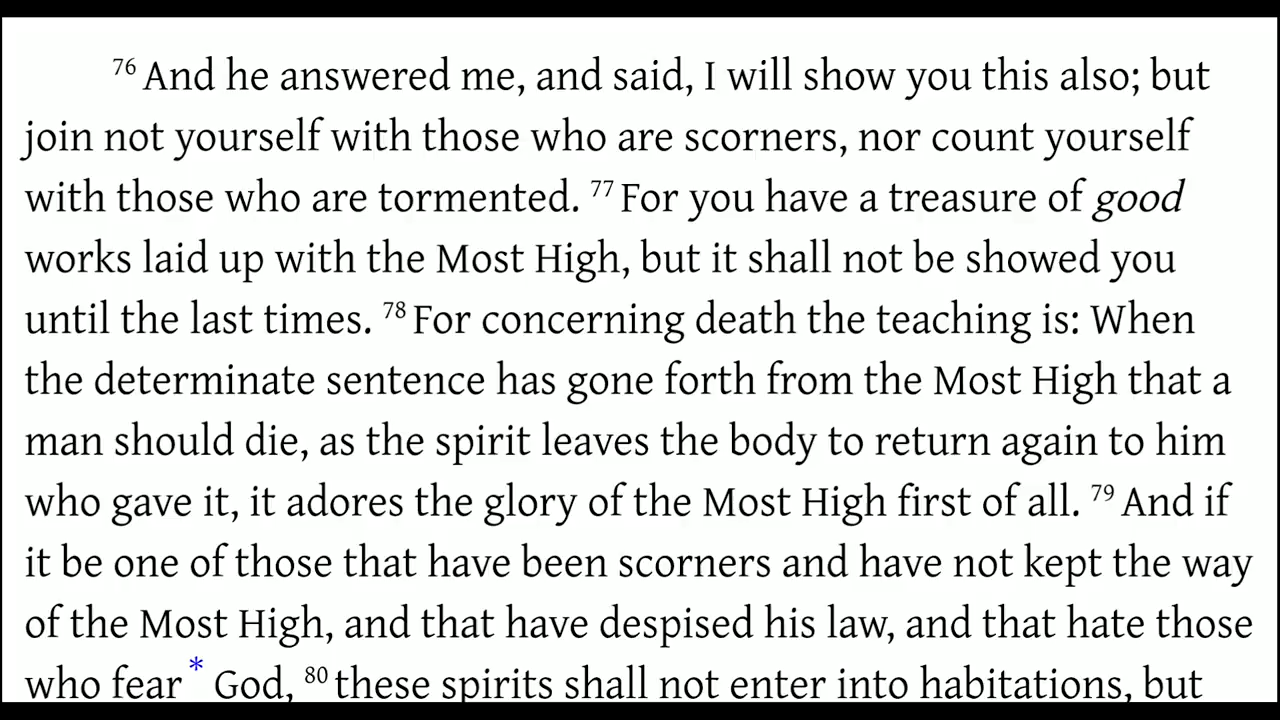 76 And he answered me, and said, I will show you this also; but
join not yourself with those who are scorners, nor count yourself
with those who are tormented. 77 For you have a treasure of good
works laid up with the Most High, but it shall not be showed you
until the last times. 78 For concerning death the teaching is: When
the determinate sentence has gone forth from the Most High that a
man should die, as the spirit leaves the body to return again to him
who gave it, it adores the glory of the Most High first of all. 79 And if
it be one of those that have been scorners and have not kept the way
of the Most High, and that have despised his law, and that hate those
who fear * God, 80 these spirits shall not enter into habitations, but